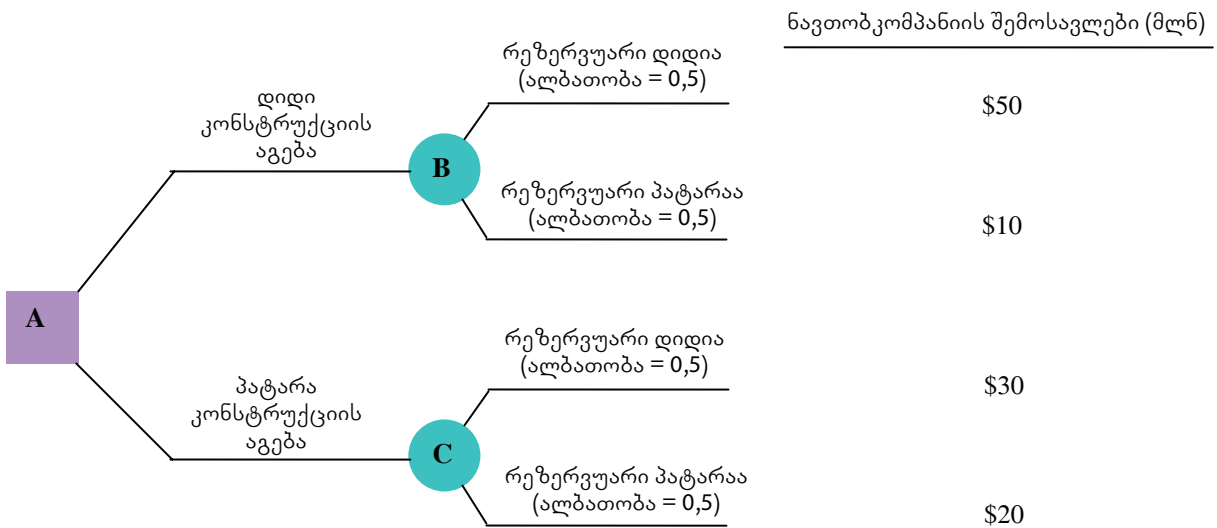 ნავთობკომპანიის შემოსავლები (მლნ)
რეზერვუარი დიდია
(ალბათობა = 0,5)
$50
დიდი
კონსტრუქციის
აგება
B
რეზერვუარი პატარაა
(ალბათობა = 0,5)
$10
A
რეზერვუარი დიდია
(ალბათობა = 0,5)
$30
პატარა
კონსტრუქციის
აგება
C
რეზერვუარი პატარაა
(ალბათობა = 0,5)
$20